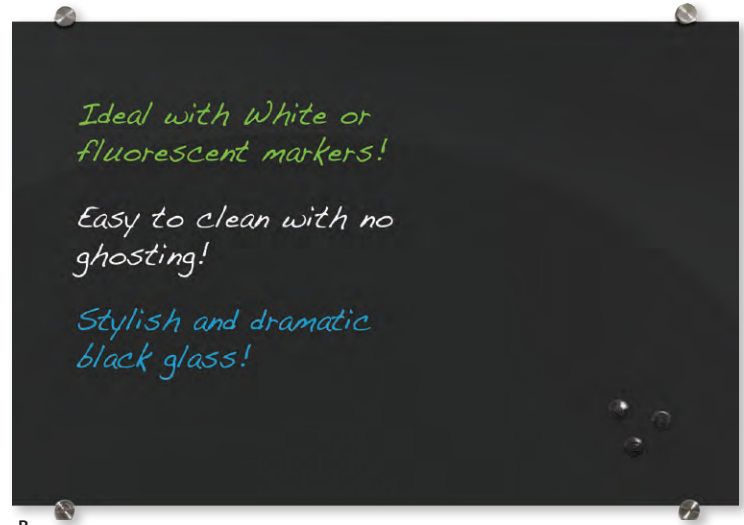 Ideal with White or
fluorescent markers!
Easy to clean with no
ghosting!
Stylish and dramatic
black glass!
B